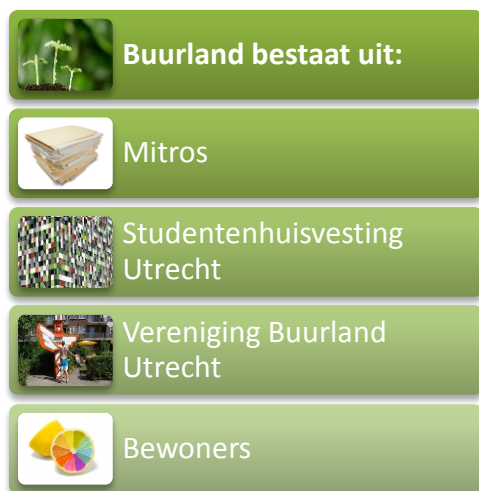 Buurland bestaat uit:
Mitros
Studentenhuisvesting
Utrecht
Vereniging Buurland
Utrecht
Bewoners